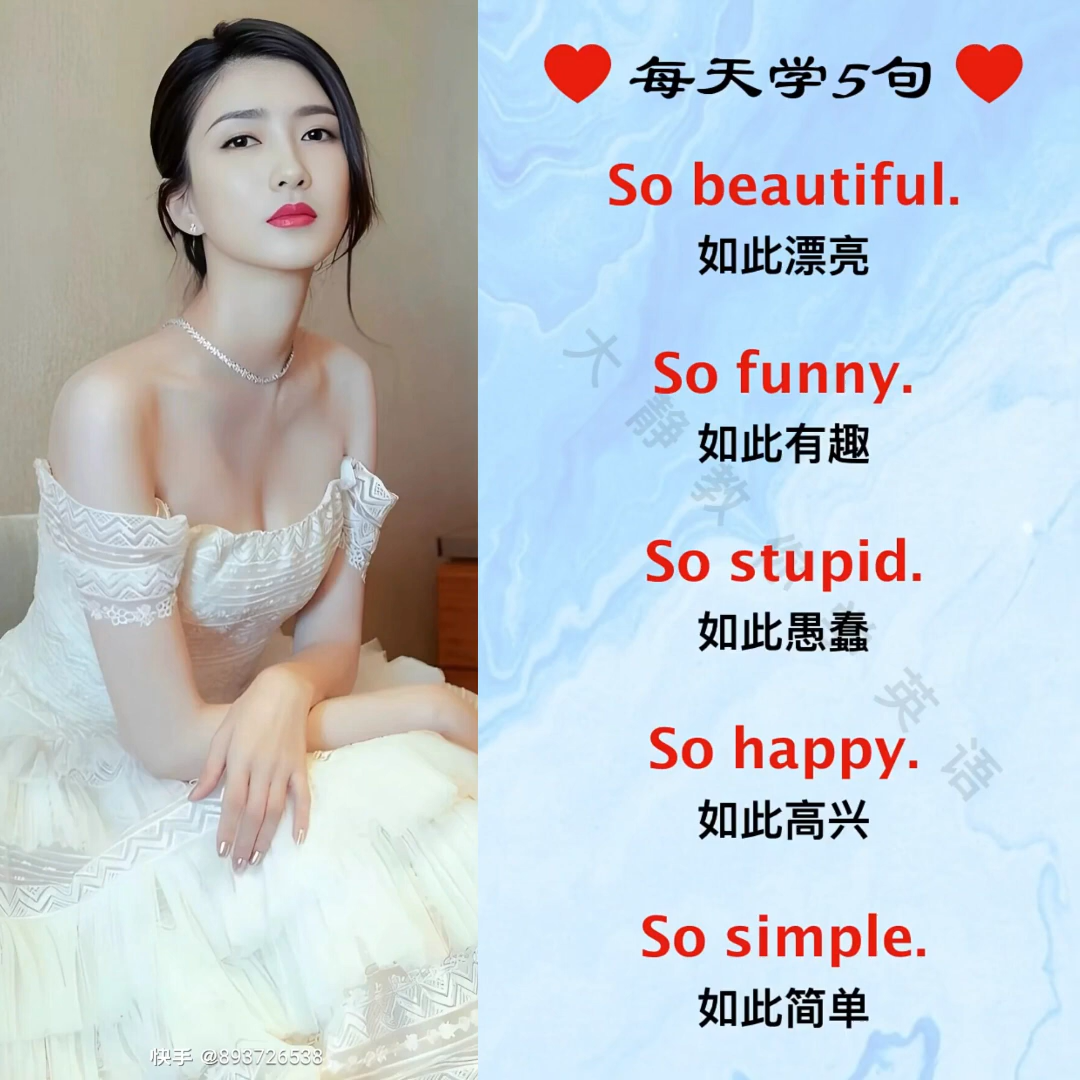 每天学5句
So beautiful.
如此漂亮
So funny.
如此有趣
So stupid.
如此愚蠢
So happy.
如此高兴
So simple.
如此简单
快手 @893726538